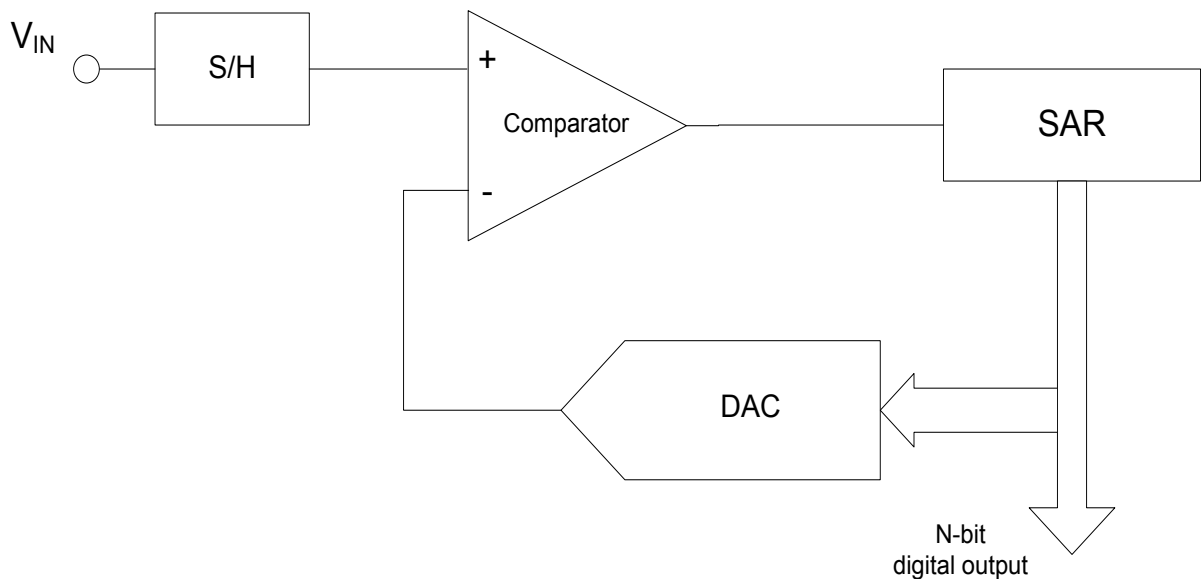 V_IN
S/H
+
Comparator
-
SAR
DAC
N-bit
digital output